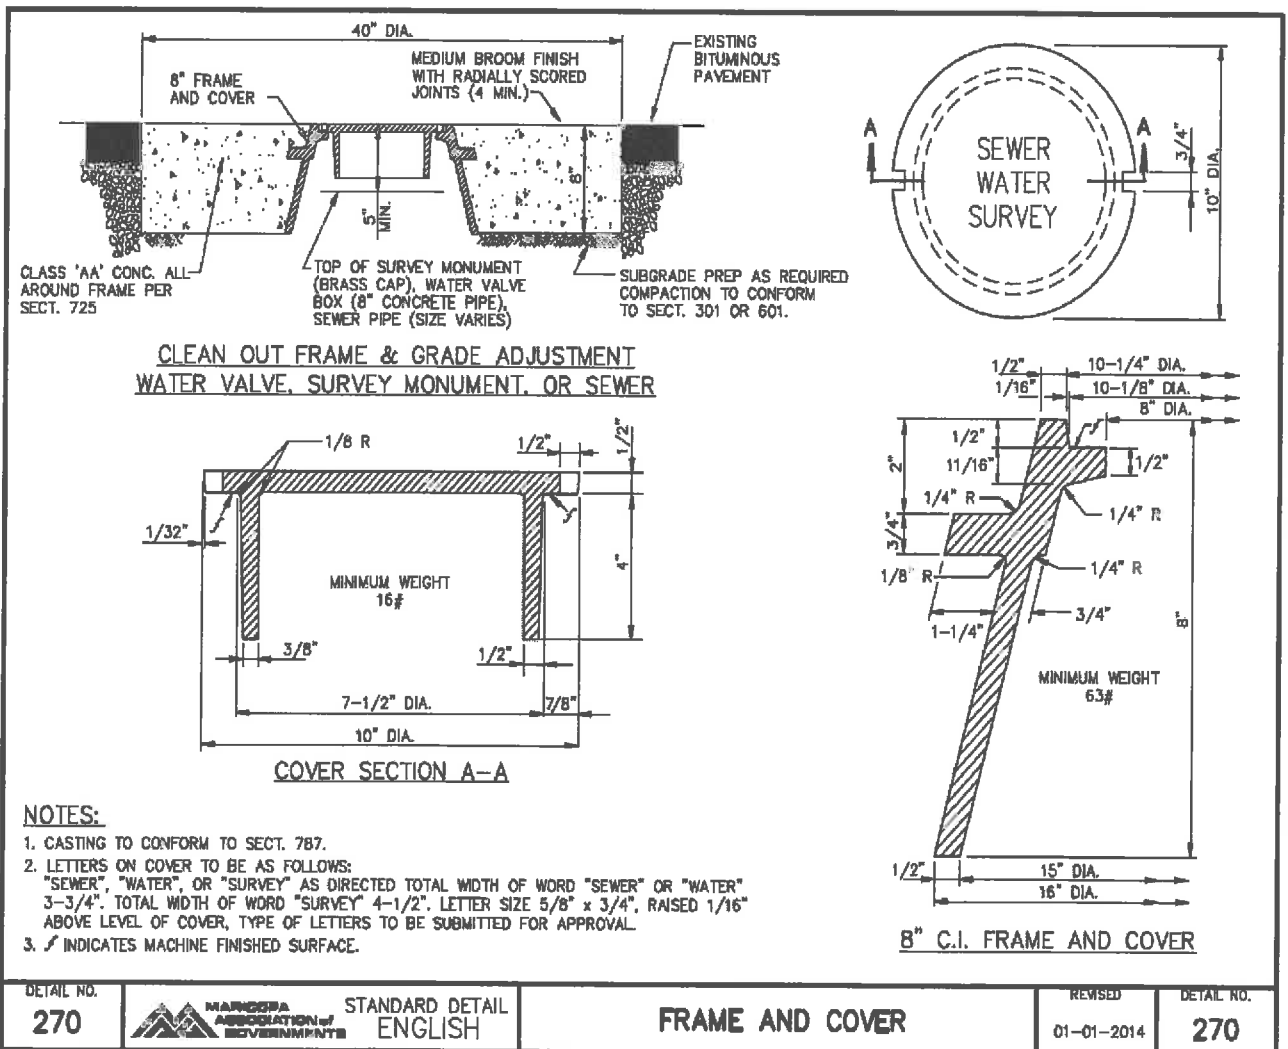 40" DIA.
8" FRAME
AND COVER
MEDIUM BROOM FINISH
WITH RADIALLY SCORED
JOINTS (4 MIN.)
EXISTING
BITUMINOUS
PAVEMENT
8"
5"
MIN.
CLASS 'AA' CONC. ALL
AROUND FRAME PER
SECT. 725
TOP OF SURVEY MONUMENT
(BRASS CAP), WATER VALVE
BOX (8" CONCRETE PIPE),
SEWER PIPE (SIZE VARIES)
SUBGRADE PREP AS REQUIRED
COMPACTION TO CONFORM
TO SECT. 301 OR 601.
CLEAN OUT FRAME & GRADE ADJUSTMENT
WATER VALVE, SURVEY MONUMENT, OR SEWER
A
A
SEWER
WATER
SURVEY
3/4"
10" DIA.
1/8 R
1/2"
1/2"
1/32"
4"
MINIMUM WEIGHT
16#
3/8"
1/2"
7-1/2" DIA.
7/8"
10" DIA.
COVER SECTION A-A
1/2"
10-1/4" DIA.
1/16"
10-1/8" DIA.
8" DIA.
1/2"
2"
11/16"
1/2"
1/4" R
1/4" R
3/4"
1/8" R
1/4" R
1-1/4"
3/4"
8"
MINIMUM WEIGHT
63#
1/2"
15" DIA.
16" DIA.
8" C.I. FRAME AND COVER
NOTES:
1. CASTING TO CONFORM TO SECT. 787.
2. LETTERS ON COVER TO BE AS FOLLOWS:
"SEWER", "WATER", OR "SURVEY" AS DIRECTED TOTAL WIDTH OF WORD "SEWER" OR "WATER"
3-3/4". TOTAL WIDTH OF WORD "SURVEY" 4-1/2". LETTER SIZE 5/8" x 3/4", RAISED 1/16"
ABOVE LEVEL OF COVER, TYPE OF LETTERS TO BE SUBMITTED FOR APPROVAL.
3. ƒ INDICATES MACHINE FINISHED SURFACE.
DETAIL NO.
270
MARICOPA
ASSOCIATION of
GOVERNMENTS
STANDARD DETAIL
ENGLISH
FRAME AND COVER
REVISED
01-01-2014
DETAIL NO.
270